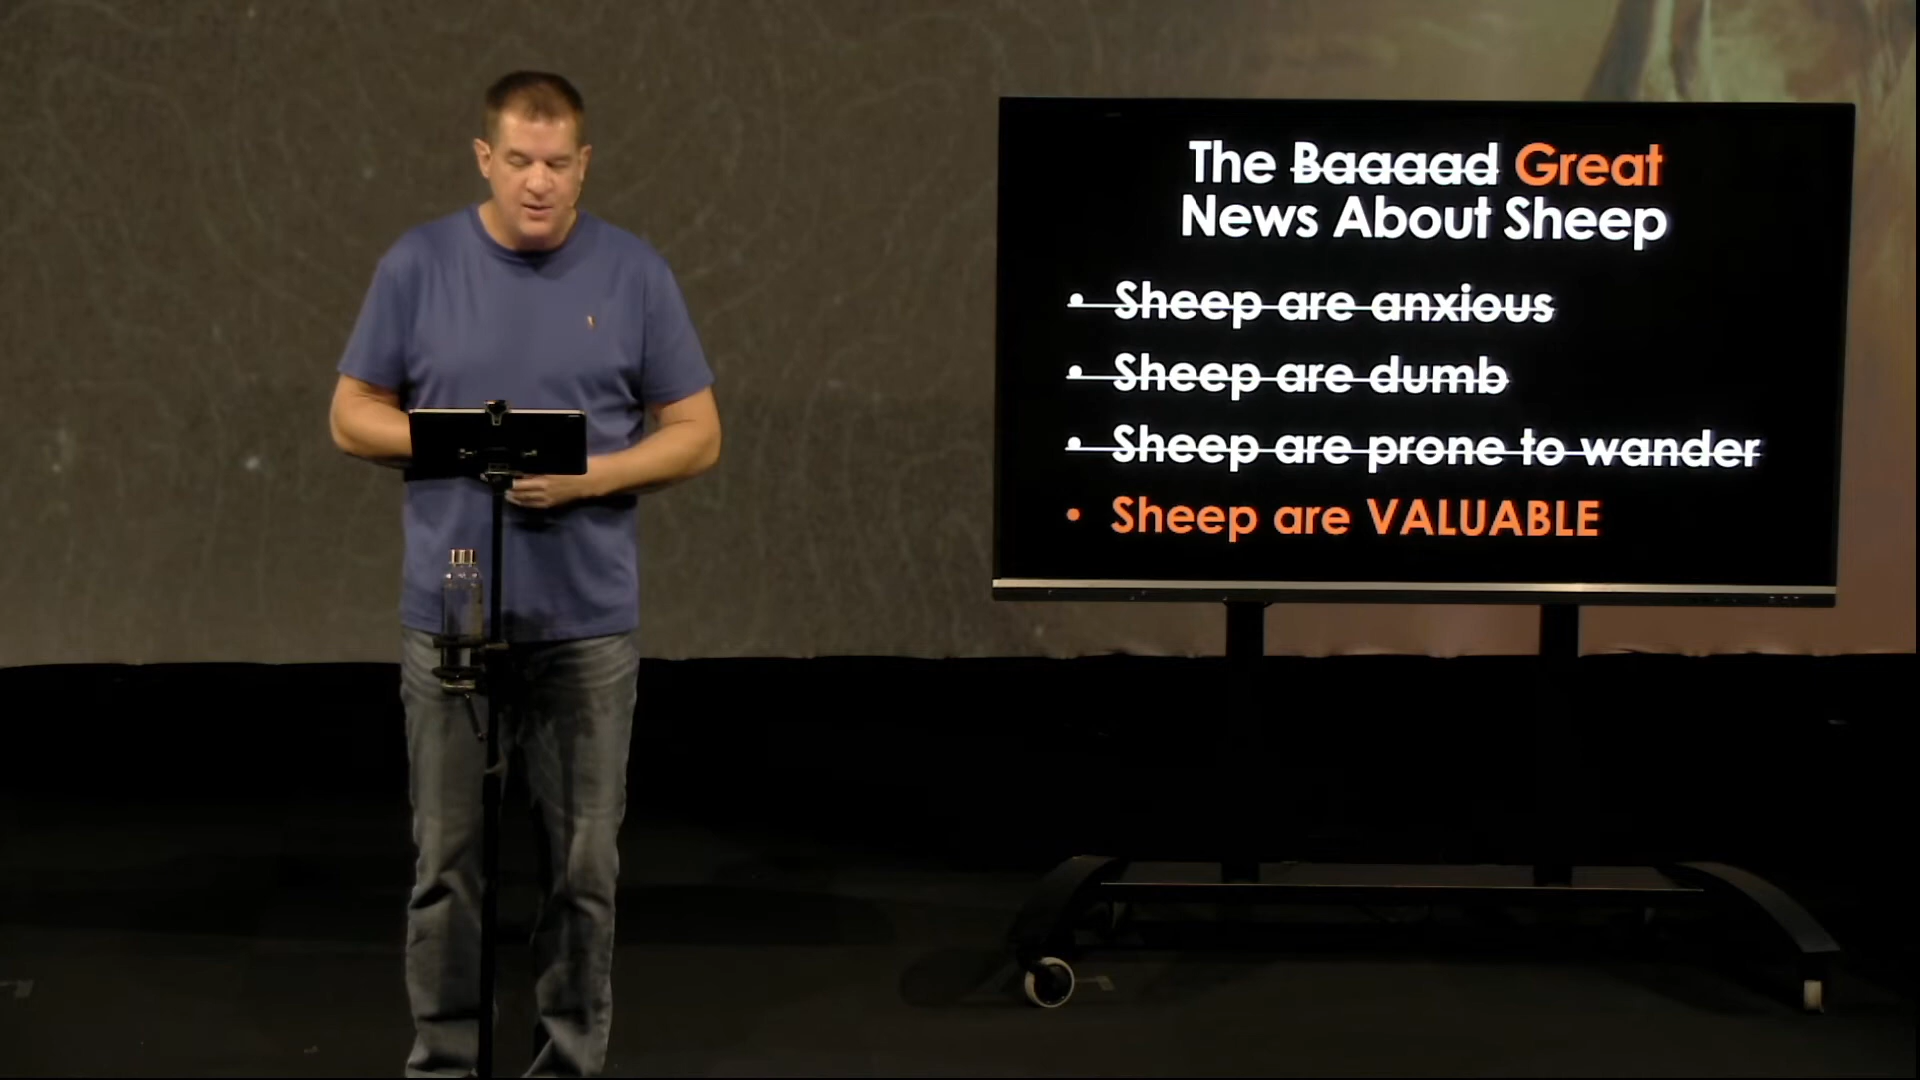 The Baaaad Great
News About Sheep
• Sheep are anxious
• Sheep are dumb
• Sheep are prone to wander
• Sheep are VALUABLE